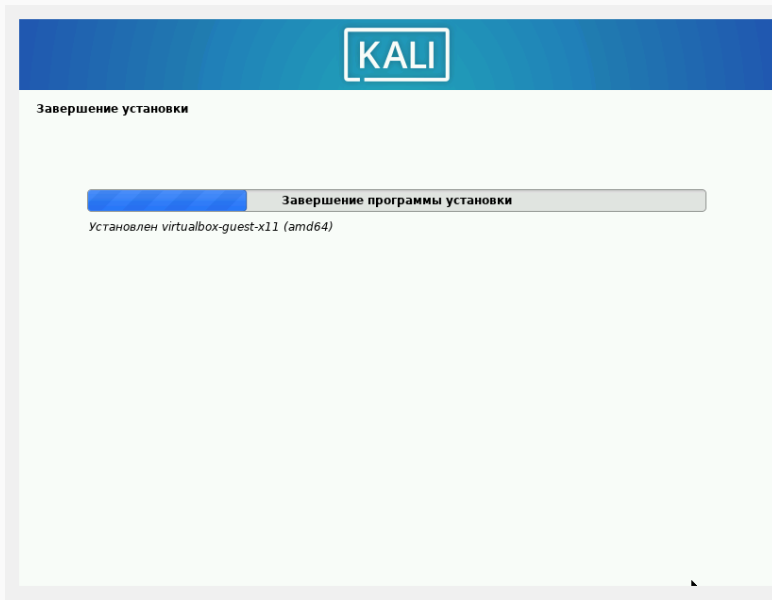 KALI
Завершение установки
Завершение программы установки
Установлен virtualbox-guest-x11 (amd64)